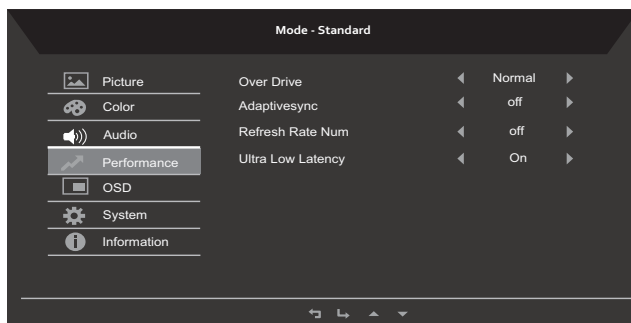 Mode - Standard
Picture
Color
Audio
Performance
OSD
System
Information
Over Drive Normal
Adaptivesync off
Refresh Rate Num off
Ultra Low Latency On